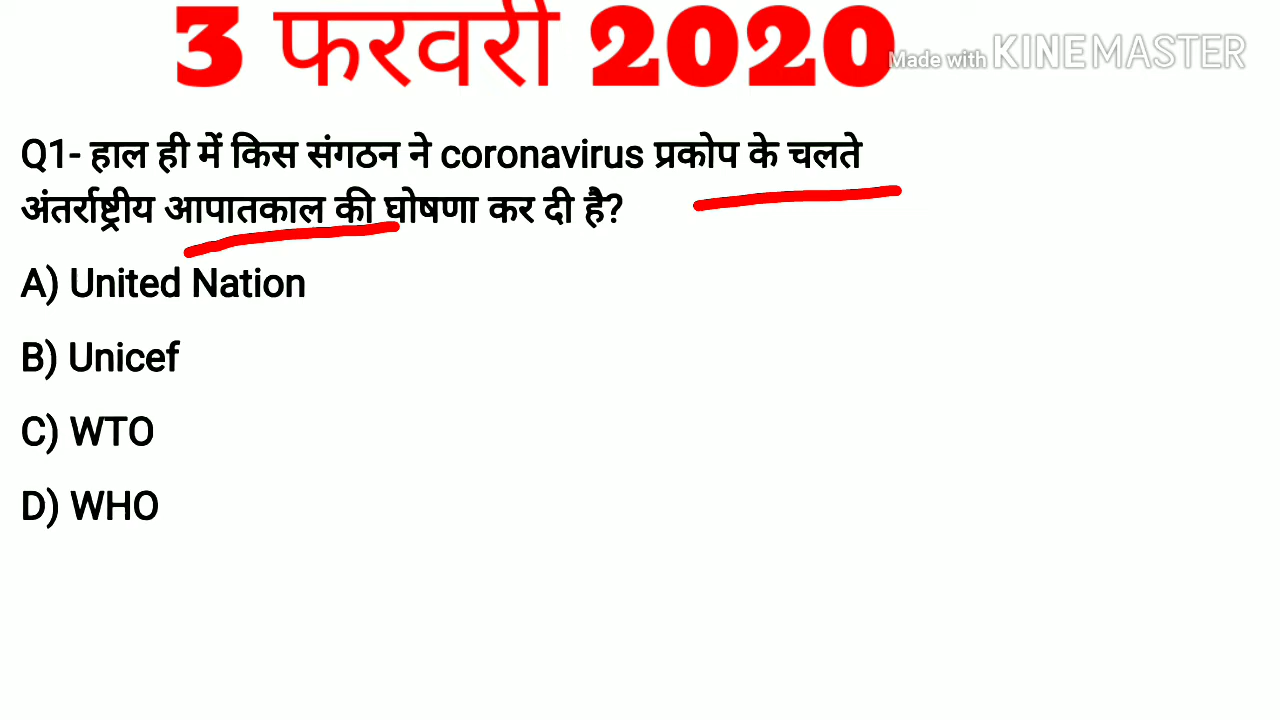 3 फरवरी 2020
Made with KINEMASTER
Q1- हाल ही में किस संगठन ने coronavirus प्रकोप के चलते
अंतर्राष्ट्रीय आपातकाल की घोषणा कर दी है?
A) United Nation
B) Unicef
C) WTO
D) WHO